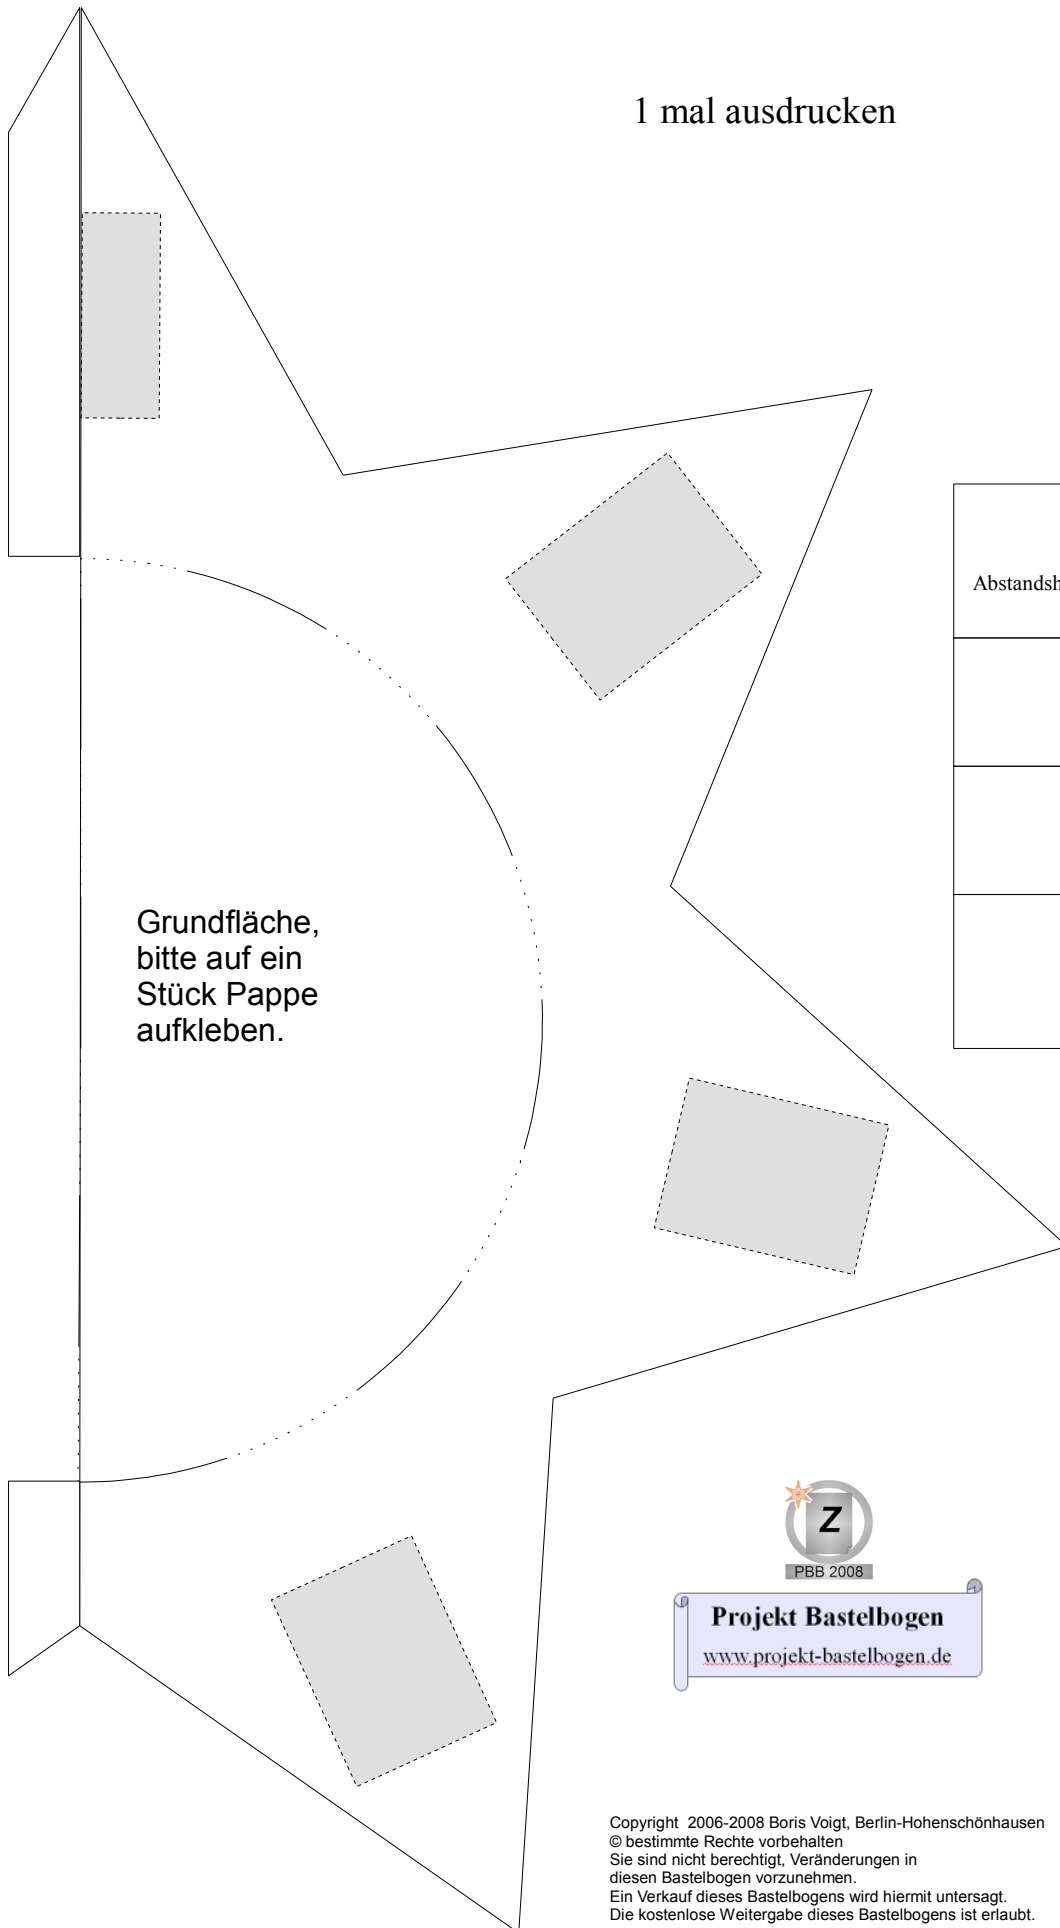 1 mal ausdrucken
Grundfläche,
bitte auf ein
Stück Pappe
aufkleben.
Z
PBB 2008
Projekt Bastelbogen
www.projekt-bastelbogen.de
Copyright  2006-2008 Boris Voigt, Berlin-Hohenschönhausen
© bestimmte Rechte vorbehalten
Sie sind nicht berechtigt, Veränderungen in
diesen Bastelbogen vorzunehmen.
Ein Verkauf dieses Bastelbogens wird hiermit untersagt.
Die kostenlose Weitergabe dieses Bastelbogens ist erlaubt.